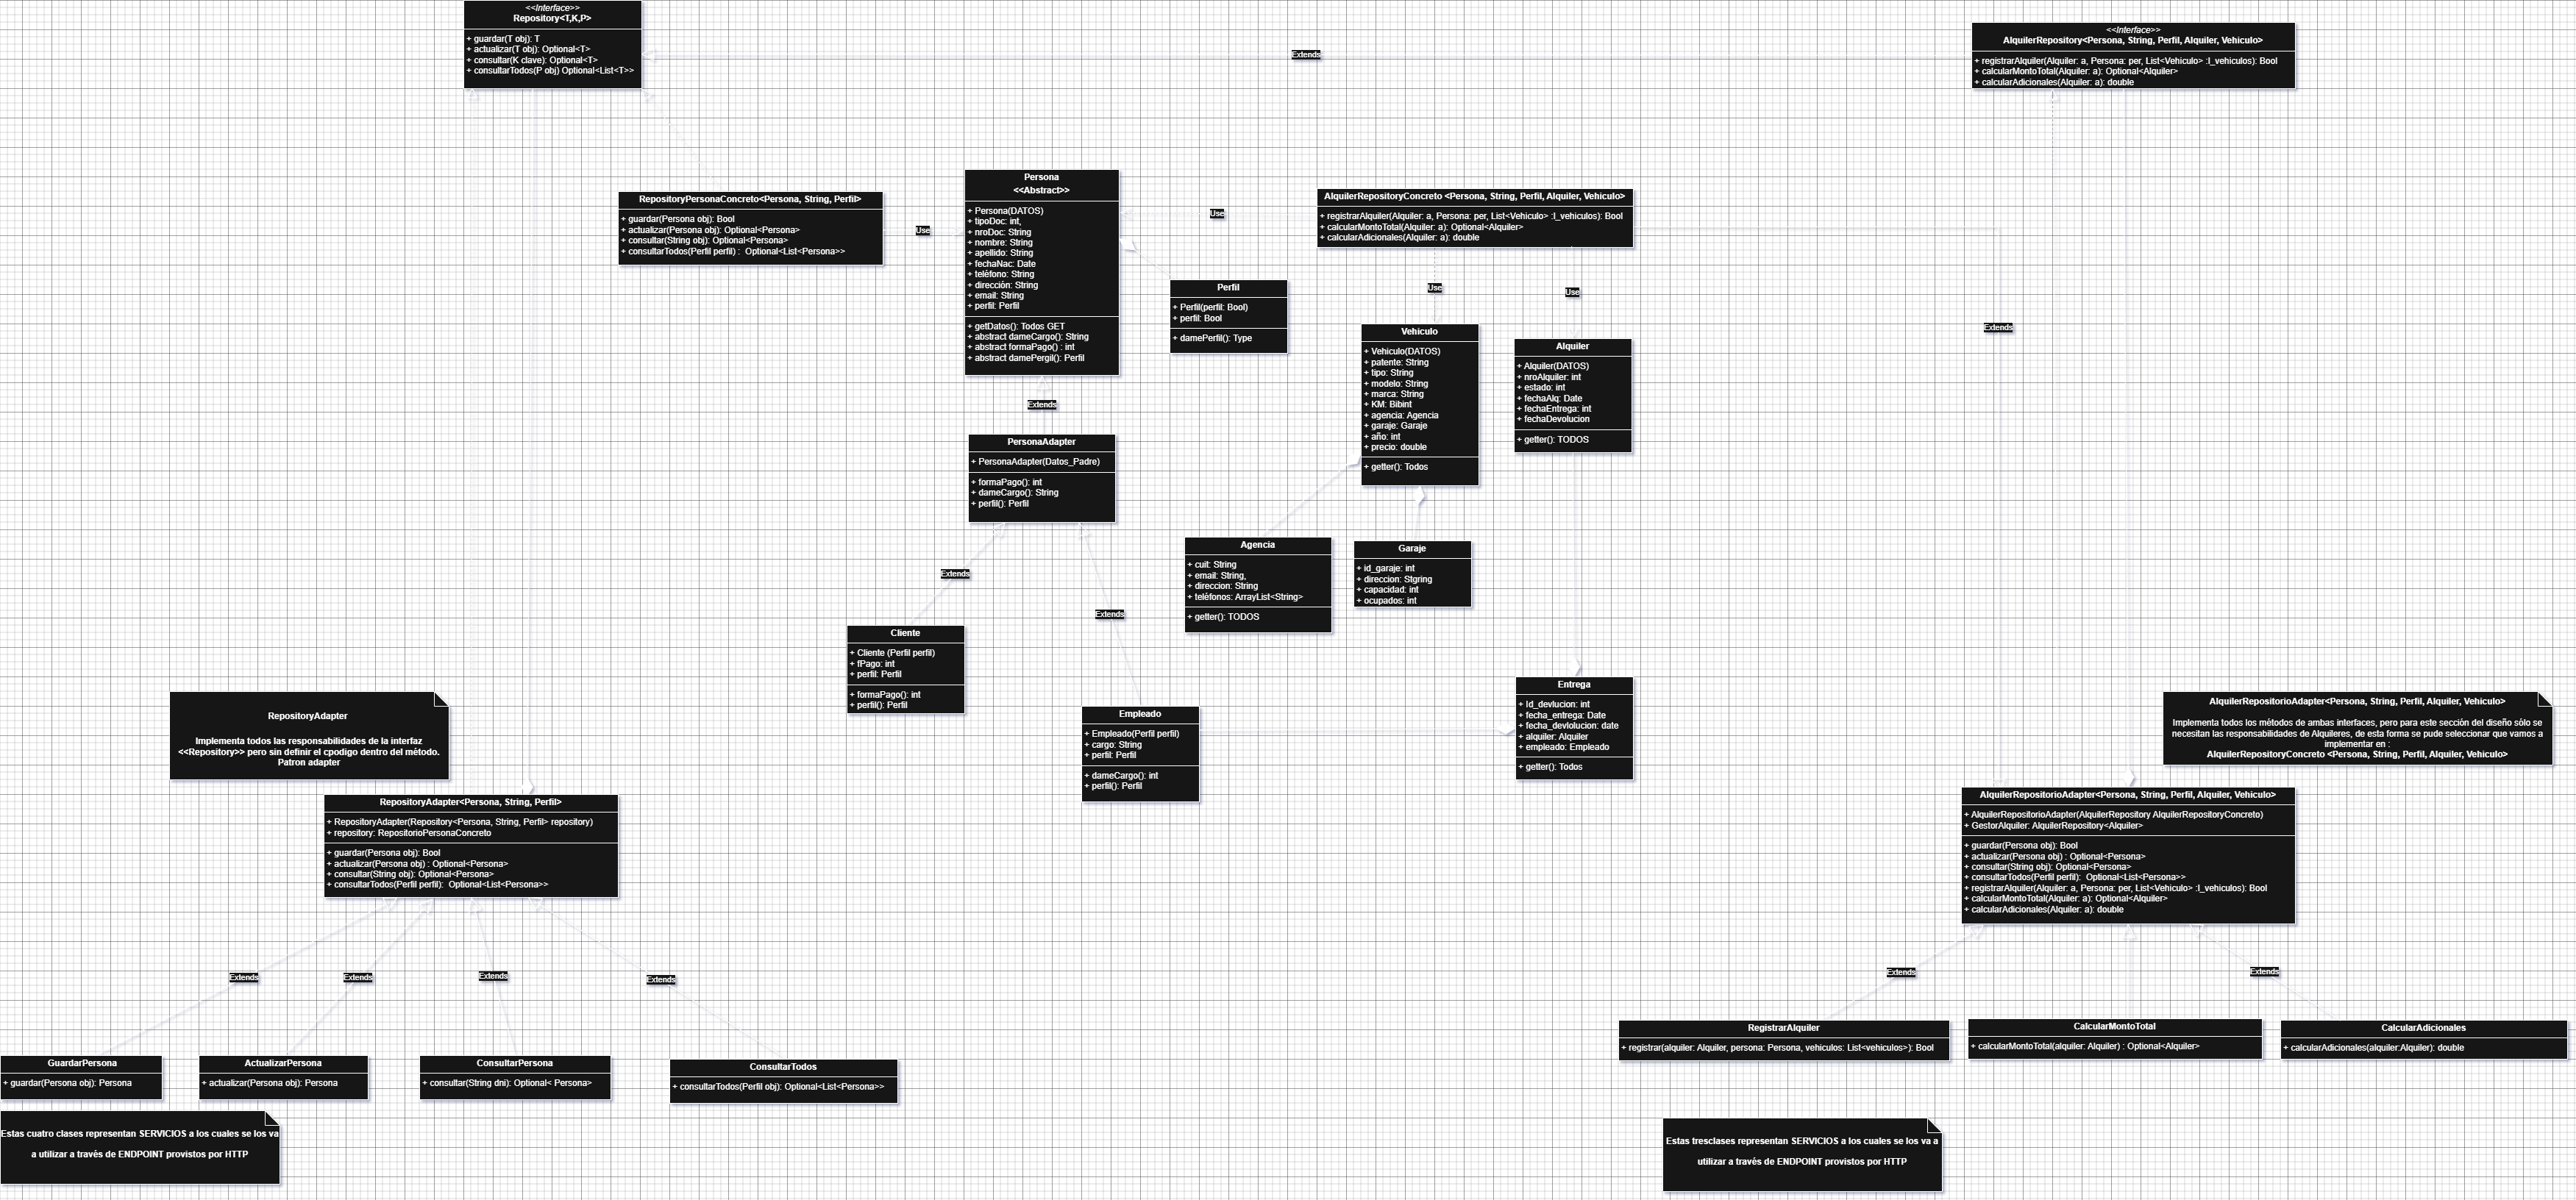 <<Interface>>
Repository<T,K,P>
+ guardar(T obj): T
+ actualizar(T obj): Optional<T>
+ consultar(K clave): Optional<T>
+ consultarTodos(P obj) Optional<List<T>>
Extends
<<Interface>>
AlquilerRepository<Persona, String, Perfil, Alquiler, Vehiculo>
+ registrarAlquiler(Alquiler: a, Persona: per, List<Vehiculo> :l_vehiculos): Bool
+ calcularMontoTotal(Alquiler: a): Optional<Alquiler>
+ calcularAdicionales(Alquiler: a): double
RepositoryPersonaConcreto<Persona, String, Perfil>
+ guardar(Persona obj): Bool
+ actualizar(Persona obj): Optional<Persona>
+ consultar(String obj): Optional<Persona>
+ consultarTodos(Perfil perfil) :  Optional<List<Persona>>
Use
Persona
<<Abstract>>
+ Persona(DATOS)
+ tipoDoc: int,
+ nroDoc: String
+ nombre: String
+ apellido: String
+ fechaNac: Date
+ teléfono: String
+ dirección: String
+ email: String
+ perfil: Perfil
+ getDatos(): Todos GET
+ abstract dameCargo(): String
+ abstract formaPago() : int
+ abstract damePergil(): Perfil
Use
AlquilerRepositoryConcreto <Persona, String, Perfil, Alquiler, Vehiculo>
+ registrarAlquiler(Alquiler: a, Persona: per, List<Vehiculo> :l_vehiculos): Bool
+ calcularMontoTotal(Alquiler: a): Optional<Alquiler>
+ calcularAdicionales(Alquiler: a): double
Perfil
+ Perfil(perfil: Bool)
+ perfil: Bool
+ damePerfil(): Type
Use
Use
Extends
Vehiculo
+ Vehiculo(DATOS)
+ patente: String
+ tipo: String
+ modelo: String
+ marca: String
+ KM: Bibint
+ agencia: Agencia
+ garaje: Garaje
+ año: int
+ precio: double
+ getter(): Todos
Alquiler
+ Alquiler(DATOS)
+ nroAlquiler: int
+ estado: int
+ fechaAlq: Date
+ fechaEntrega: int
+ fechaDevolucion
+ getter(): TODOS
Extends
PersonaAdapter
+ PersonaAdapter(Datos_Padre)
+ formaPago(): int
+ dameCargo(): String
+ perfil(): Perfil
Extends
Extends
Agencia
+ cuit: String
+ email: String,
+ direccion: String
+ teléfonos: ArrayList<String>
+ getter(): TODOS
Garaje
+ id_garaje: int
+ direccion: Stgring
+ capacidad: int
+ ocupados: int
Cliente
+ Cliente (Perfil perfil)
+ fPago: int
+ perfil: Perfil
+ formaPago(): int
+ perfil(): Perfil
Empleado
+ Empleado(Perfil perfil)
+ cargo: String
+ perfil: Perfil
+ dameCargo(): int
+ perfil(): Perfil
Entrega
+ Id_devlucion: int
+ fecha_entrega: Date
+ fecha_devlolucion: date
+ alquiler: Alquiler
+ empleado: Empleado
+ getter(): Todos
RepositoryAdapter
Implementa todos las responsabilidades de la interfaz
<<Repository>> pero sin definir el cpodigo dentro del método.
Patron adapter
AlquilerRepositorioAdapter<Persona, String, Perfil, Alquiler, Vehiculo>
Implementa todos los métodos de ambas interfaces, pero para este sección del diseño sólo se
necesitan las responsabilidades de Alquileres, de esta forma se pude seleccionar que vamos a
implementar en :
AlquilerRepositoryConcreto <Persona, String, Perfil, Alquiler, Vehiculo>
RepositoryAdapter<Persona, String, Perfil>
+ RepositoryAdapter(Repository<Persona, String, Perfil> repository)
+ repository: RepositorioPersonaConcreto
+ guardar(Persona obj): Bool
+ actualizar(Persona obj) : Optional<Persona>
+ consultar(String obj): Optional<Persona>
+ consultarTodos(Perfil perfil):  Optional<List<Persona>>
AlquilerRepositorioAdapter<Persona, String, Perfil, Alquiler, Vehiculo>
+ AlquilerRepositorioAdapter(AlquilerRepository AlquilerRepositoryConcreto)
+ GestorAlquiler: AlquilerRepository<Alquiler>
+ guardar(Persona obj): Bool
+ actualizar(Persona obj) : Optional<Persona>
+ consultar(String obj): Optional<Persona>
+ consultarTodos(Perfil perfil):  Optional<List<Persona>>
+ registrarAlquiler(Alquiler: a, Persona: per, List<Vehiculo> :l_vehiculos): Bool
+ calcularMontoTotal(Alquiler: a): Optional<Alquiler>
+ calcularAdicionales(Alquiler: a): double
Extends
Extends
Extends
Extends
Extends
Extends
GuardarPersona
+ guardar(Persona obj): Persona
ActualizarPersona
+ actualizar(Persona obj): Persona
ConsultarPersona
+ consultar(String dni): Optional< Persona>
ConsultarTodos
+ consultarTodos(Perfil obj): Optional<List<Persona>>
RegistrarAlquiler
+ registrar(alquiler: Alquiler, persona: Persona, vehiculos: List<vehiculos>): Bool
CalcularMontoTotal
+ calcularMontoTotal(alquiler: Alquiler) : Optional<Alquiler>
CalcularAdicionales
+ calcularAdicionales(alquiler:Alquiler): double
Estas cuatro clases representan SERVICIOS a los cuales se los va
a utilizar a través de ENDPOINT provistos por HTTP
Estas tresclases representan SERVICIOS a los cuales se los va a
utilizar a través de ENDPOINT provistos por HTTP